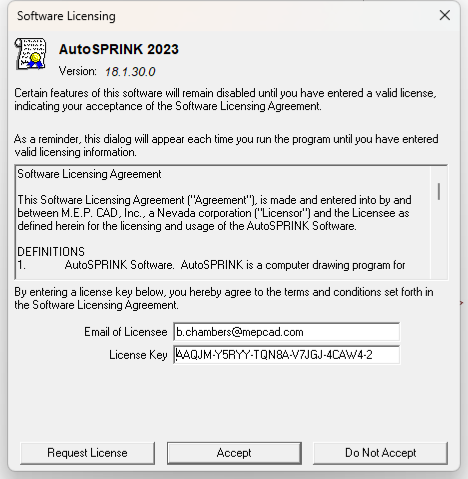 Software Licensing
AutoSPRINK 2023
Version: 18.1.30.0
Certain features of this software will remain disabled until you have entered a valid license,
indicating your acceptance of the Software Licensing Agreement.
As a reminder, this dialog will appear each time you run the program until you have entered
valid licensing information.
Software Licensing Agreement
This Software Licensing Agreement ("Agreement"), is made and entered into by and
between M.E.P. CAD, Inc., a Nevada corporation ("Licensor") and the Licensee as
defined herein for the licensing and usage of the AutoSPRINK Software.
DEFINITIONS
1. AutoSPRINK Software. AutoSPRINK is a computer drawing program for
By entering a license key below, you hereby agree to the terms and conditions set forth in
the Software Licensing Agreement.
Email of Licensee b.chambers@mepcad.com
License Key AAQJM-Y5RYY-TQN8A-V7JGJ-4CAW4-2
Request License Accept Do Not Accept